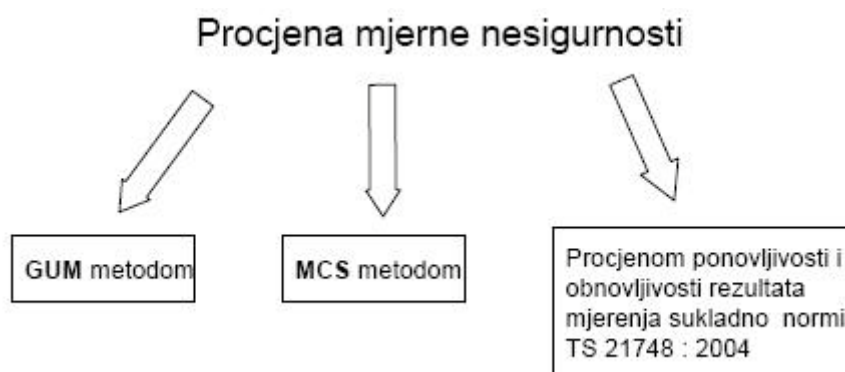 Procjena mjerne nesigurnosti
GUM metodom
MCS metodom
Procjenom ponovljivosti i
obnovljivosti rezultata
mjerenja sukladno normi
TS 21748 : 2004